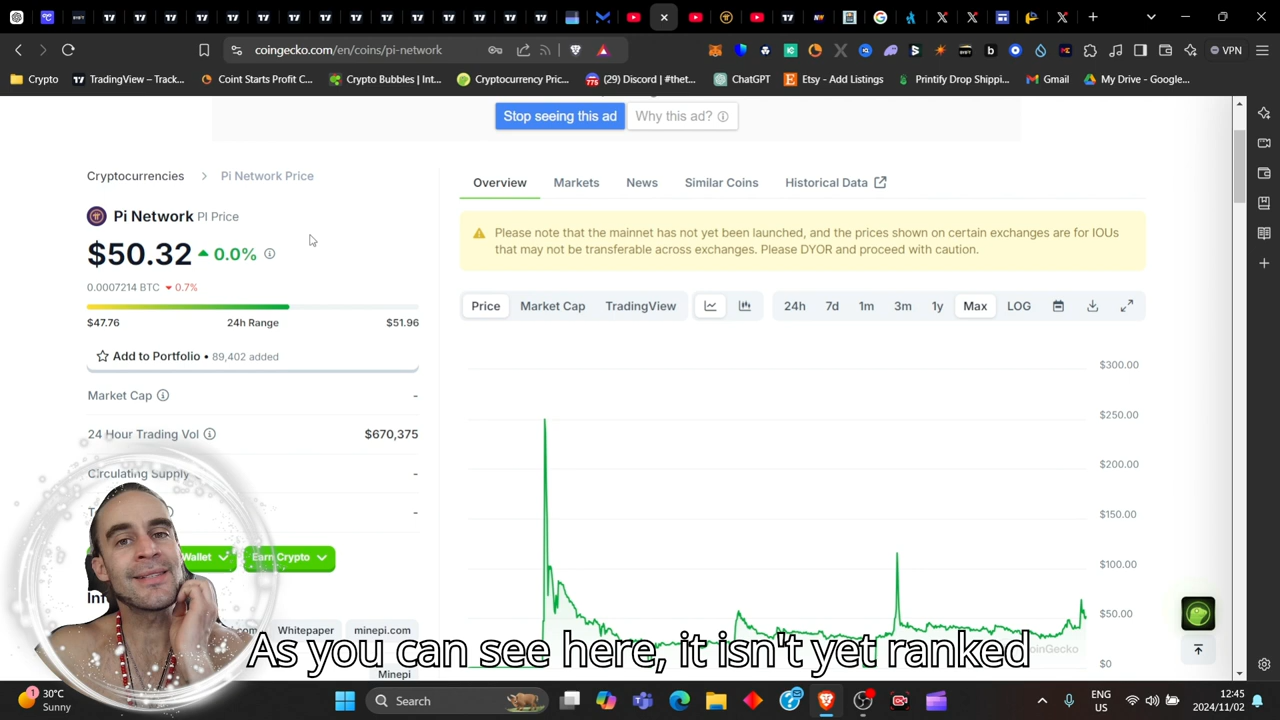 coingecko.com/en/coins/pi-network
VPN
Crypto
TradingView – Track...
Coint Starts Profit C...
Crypto Bubbles | Int...
Cryptocurrency Pric...
(29) Discord | #thet...
ChatGPT
Etsy - Add Listings
Printify Drop Shippi...
Gmail
My Drive - Google...
Stop seeing this ad
Why this ad?
Cryptocurrencies
Pi Network Price
Overview
Markets
News
Similar Coins
Historical Data
Pi Network PI Price
Please note that the mainnet has not yet been launched, and the prices shown on certain exchanges are for IOUs
that may not be transferable across exchanges. Please DYOR and proceed with caution.
$50.32 0.0%
0.0007214 BTC 0.7%
$47.76 24h Range $51.96
Price
Market Cap
TradingView
24h
7d
1m
3m
1y
Max
LOG
Add to Portfolio • 89,402 added
Market Cap -
24 Hour Trading Vol $670,375
Circulating Supply -
-
Wallet
Earn Crypto
$300.00
$250.00
$200.00
$150.00
$100.00
$50.00
$0
Whitepaper
minepi.com
Minepi
As you can see here, it isn't yet ranked
30°C
Sunny
Search
ENG
US
12:45
2024/11/02